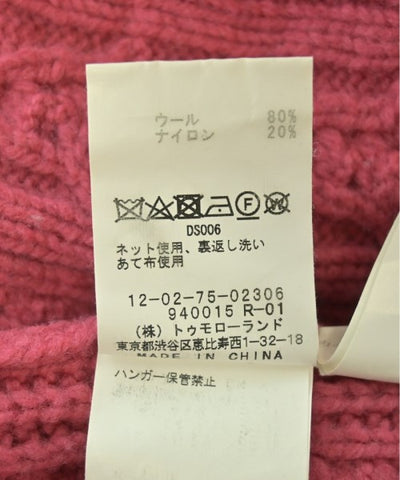 ウール 80%
ナイロン 20%
F W
DS006
ネット使用、裏返し洗い
あて布使用
12-02-75-02306
940015 R-01
(株) トゥモローランド
東京都渋谷区恵比寿西1-32-18
MADE IN CHINA
ハンガー保管禁止